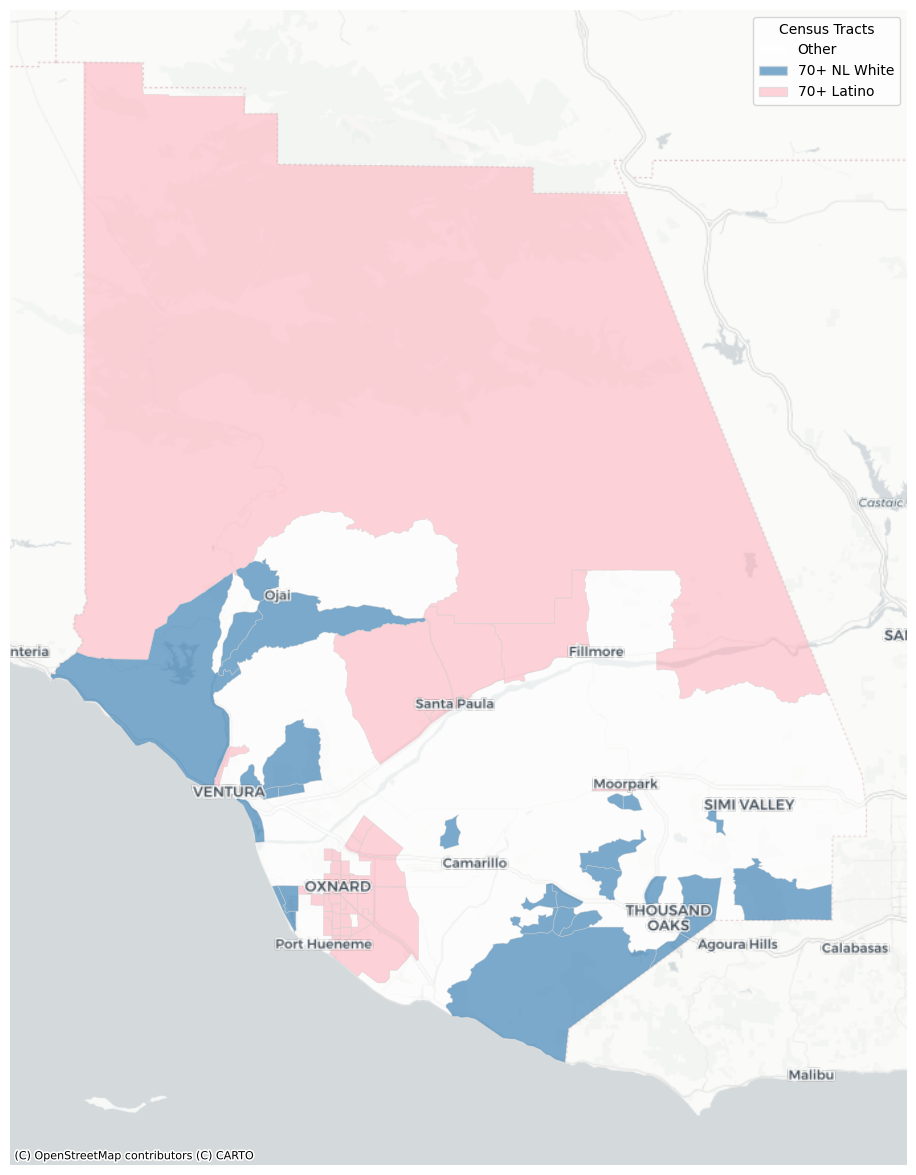 Census Tracts
Other
70+ NL White
70+ Latino
Castaic
Ojai
nteria
Fillmore
Santa Paula
VENTURA
Moorpark
SIMI VALLEY
Camarillo
OXNARD
THOUSAND
OAKS
Port Hueneme
Agoura Hills
Calabasas
Malibu
(C) OpenStreetMap contributors (C) CARTO